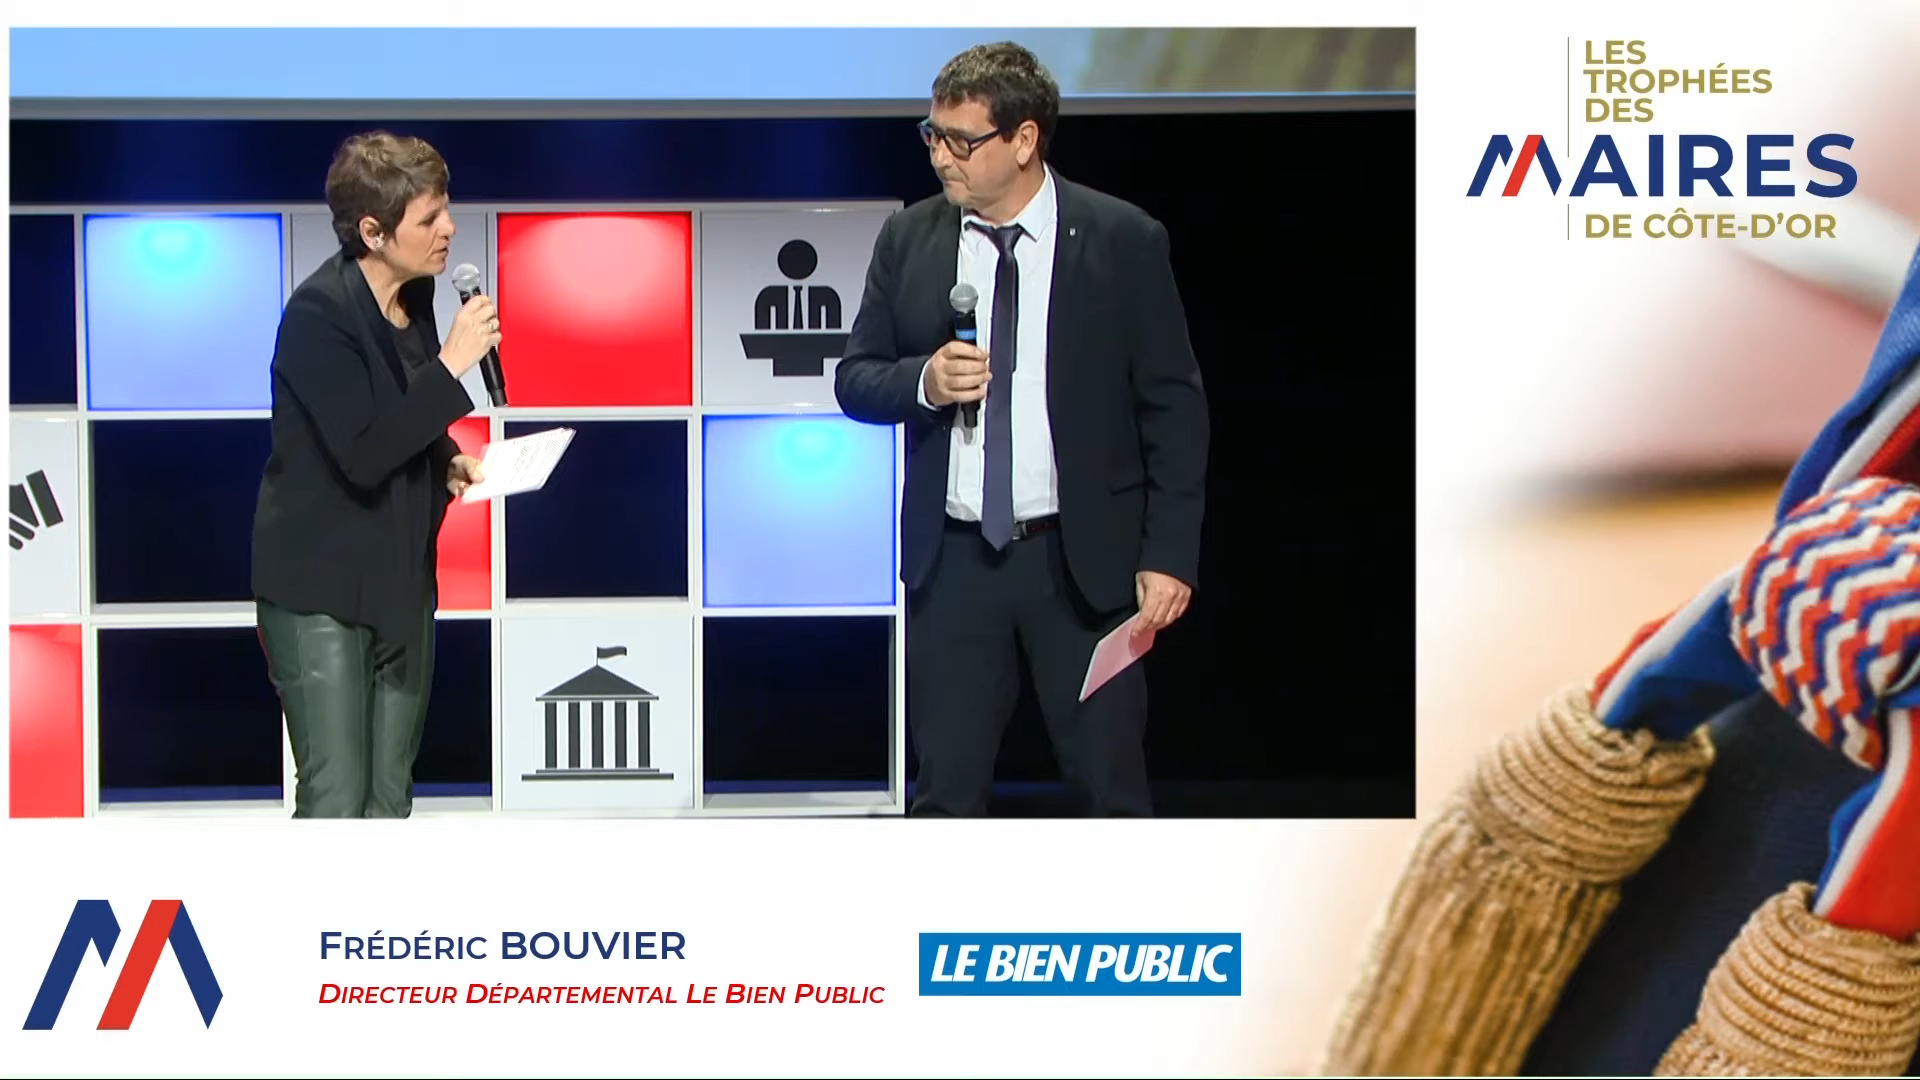 LES
TROPHÉES
DES
MAIRES
DE CÔTE-D'OR
FRÉDÉRIC BOUVIER
DIRECTEUR DÉPARTEMENTAL LE BIEN PUBLIC
LE BIEN PUBLIC